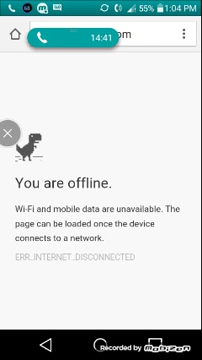 55% 1:04 PM
14:41
om
You are offline.
Wi-Fi and mobile data are unavailable. The
page can be loaded once the device
connects to a network.
ERR_INTERNET_DISCONNECTED
Recorded by Mobizen